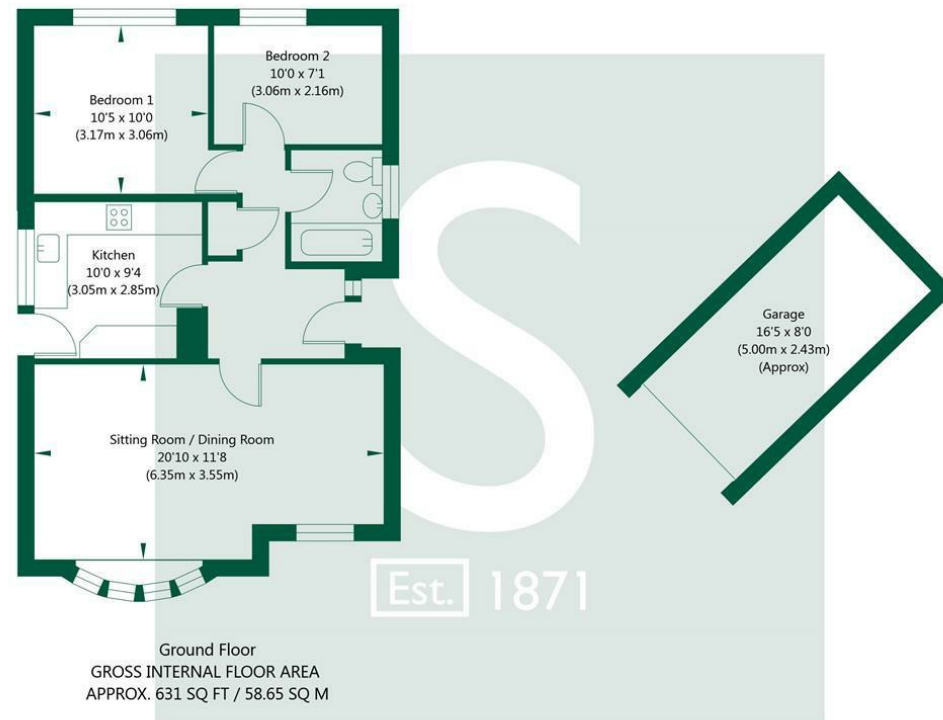 Bedroom 1
10'5 x 10'0
(3.17m x 3.06m)
Bedroom 2
10'0 x 7'1
(3.06m x 2.16m)
Kitchen
10'0 x 9'4
(3.05m x 2.85m)
Garage
16'5 x 8'0
(5.00m x 2.43m)
(Approx)
Sitting Room / Dining Room
20'10 x 11'8
(6.35m x 3.55m)
S
Est. 1871
Ground Floor
GROSS INTERNAL FLOOR AREA
APPROX. 631 SQ FT / 58.65 SQ M